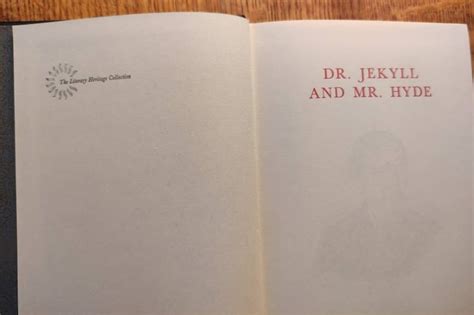 The Literary Heritage Collection
DR. JEKYLL
AND MR. HYDE